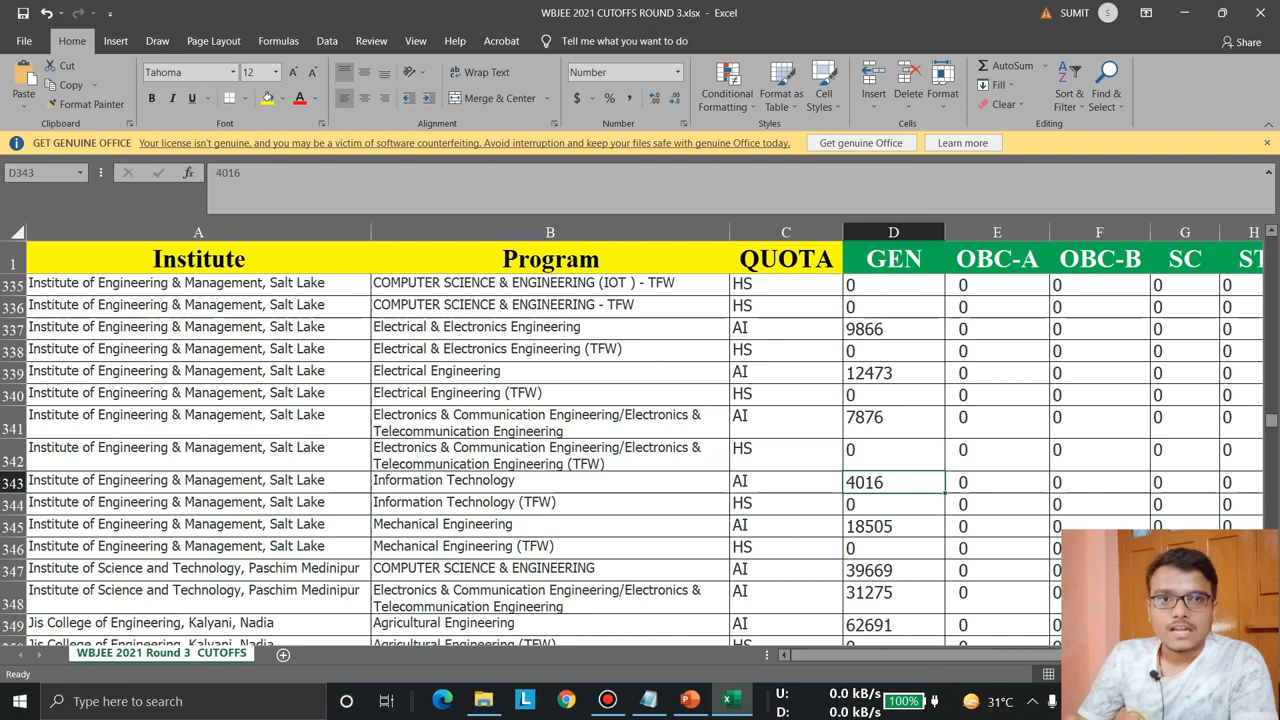 WBJEE 2021 CUTOFFS ROUND 3.xlsx - Excel
SUMIT S
File Home Insert Draw Page Layout Formulas Data Review View Help Acrobat Tell me what you want to do Share
Paste Cut Copy Format Painter Tahoma 12 Wrap Text Merge & Center Number Conditional Formatting Format as Table Cell Styles Insert Delete Format AutoSum Fill Clear Sort & Filter Find & Select
Clipboard Font Alignment Number Styles Cells Editing
GET GENUINE OFFICE Your license isn't genuine, and you may be a victim of software counterfeiting. Avoid interruption and keep your files safe with genuine Office today. Get genuine Office Learn more
D343 fx 4016
A B C D E F G H
1 Institute Program QUOTA GEN OBC-A OBC-B SC ST
335 Institute of Engineering & Management, Salt Lake COMPUTER SCIENCE & ENGINEERING (IOT ) - TFW HS 0 0 0 0 0
336 Institute of Engineering & Management, Salt Lake COMPUTER SCIENCE & ENGINEERING - TFW HS 0 0 0 0 0
337 Institute of Engineering & Management, Salt Lake Electrical & Electronics Engineering AI 9866 0 0 0 0
338 Institute of Engineering & Management, Salt Lake Electrical & Electronics Engineering (TFW) HS 0 0 0 0 0
339 Institute of Engineering & Management, Salt Lake Electrical Engineering AI 12473 0 0 0 0
340 Institute of Engineering & Management, Salt Lake Electrical Engineering (TFW) HS 0 0 0 0 0
341 Institute of Engineering & Management, Salt Lake Electronics & Communication Engineering/Electronics & AI 7876 0 0 0 0
Telecommunication Engineering
342 Institute of Engineering & Management, Salt Lake Electronics & Communication Engineering/Electronics & HS 0 0 0 0 0
Telecommunication Engineering (TFW)
343 Institute of Engineering & Management, Salt Lake Information Technology AI 4016 0 0 0 0
344 Institute of Engineering & Management, Salt Lake Information Technology (TFW) HS 0 0 0 0 0
345 Institute of Engineering & Management, Salt Lake Mechanical Engineering AI 18505 0 0 0 0
346 Institute of Engineering & Management, Salt Lake Mechanical Engineering (TFW) HS 0 0 0 0
347 Institute of Science and Technology, Paschim Medinipur COMPUTER SCIENCE & ENGINEERING AI 39669 0 0
348 Institute of Science and Technology, Paschim Medinipur Electronics & Communication Engineering/Electronics & AI 31275 0 0
Telecommunication Engineering
349 Jis College of Engineering, Kalyani, Nadia Agricultural Engineering AI 62691 0 0
Jis College of Engineering, Kalyani, Nadia Agricultural Engineering (TFW) HS
WBJEE 2021 Round 3 CUTOFFS
Ready
Type here to search U: 0.0 kB/s 100% 31°C
D: 0.0 kB/s